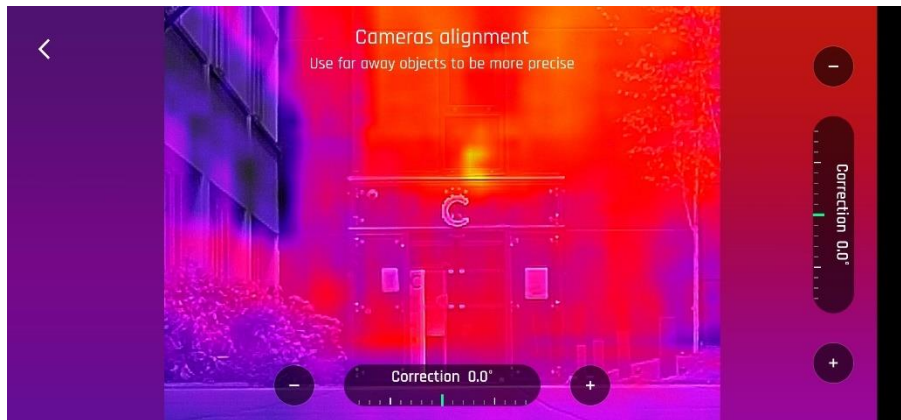 Cameras alignment
Use far away objects to be more precise
C
Correction 0.0°
Correction 0.0°